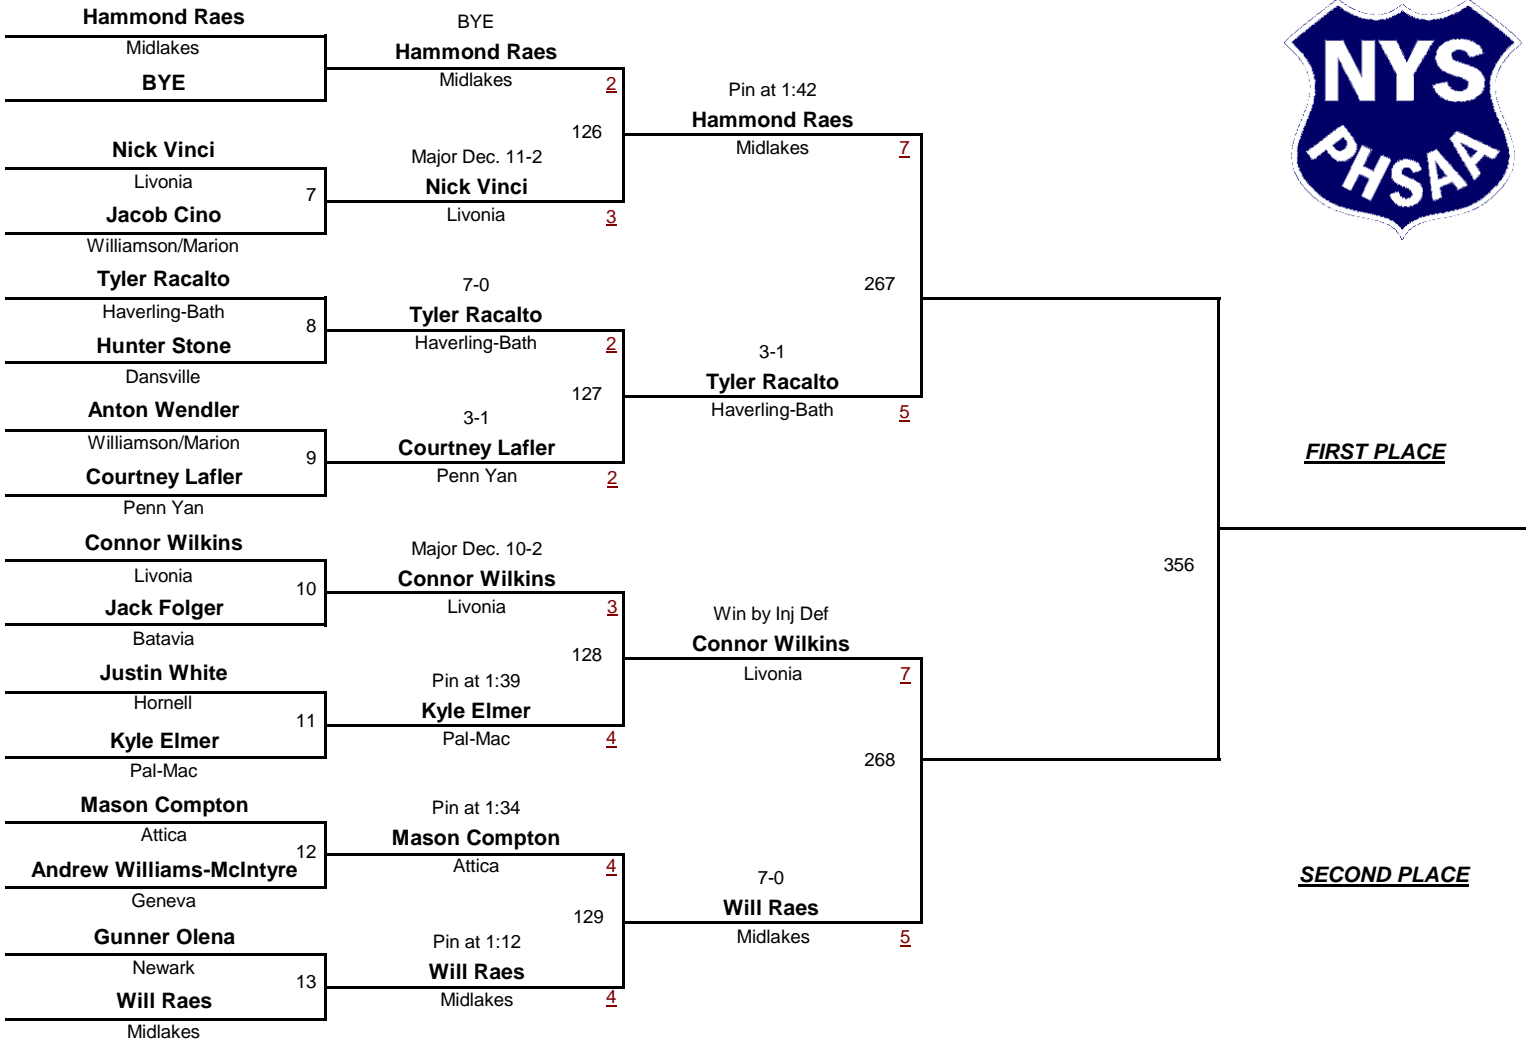 Hammond Raes
Midlakes
BYE
Nick Vinci
Livonia
7
Jacob Cino
Williamson/Marion
Tyler Racalto
Haverling-Bath
8
Hunter Stone
Dansville
Anton Wendler
Williamson/Marion
9
Courtney Lafler
Penn Yan
Connor Wilkins
Livonia
10
Jack Folger
Batavia
Justin White
Hornell
11
Kyle Elmer
Pal-Mac
Mason Compton
Attica
12
Andrew Williams-McIntyre
Geneva
Gunner Olena
Newark
13
Will Raes
Midlakes
BYE
Hammond Raes
Midlakes
2
126
Major Dec. 11-2
Nick Vinci
Livonia
3
7-0
Tyler Racalto
Haverling-Bath
2
127
3-1
Courtney Lafler
Penn Yan
2
Major Dec. 10-2
Connor Wilkins
Livonia
3
128
Pin at 1:39
Kyle Elmer
Pal-Mac
4
Pin at 1:34
Mason Compton
Attica
4
129
Pin at 1:12
Will Raes
Midlakes
4
Pin at 1:42
Hammond Raes
Midlakes
7
267
3-1
Tyler Racalto
Haverling-Bath
5
Win by Inj Def
Connor Wilkins
Livonia
7
268
7-0
Will Raes
Midlakes
5
356
NYS
PHSAA
FIRST PLACE
SECOND PLACE